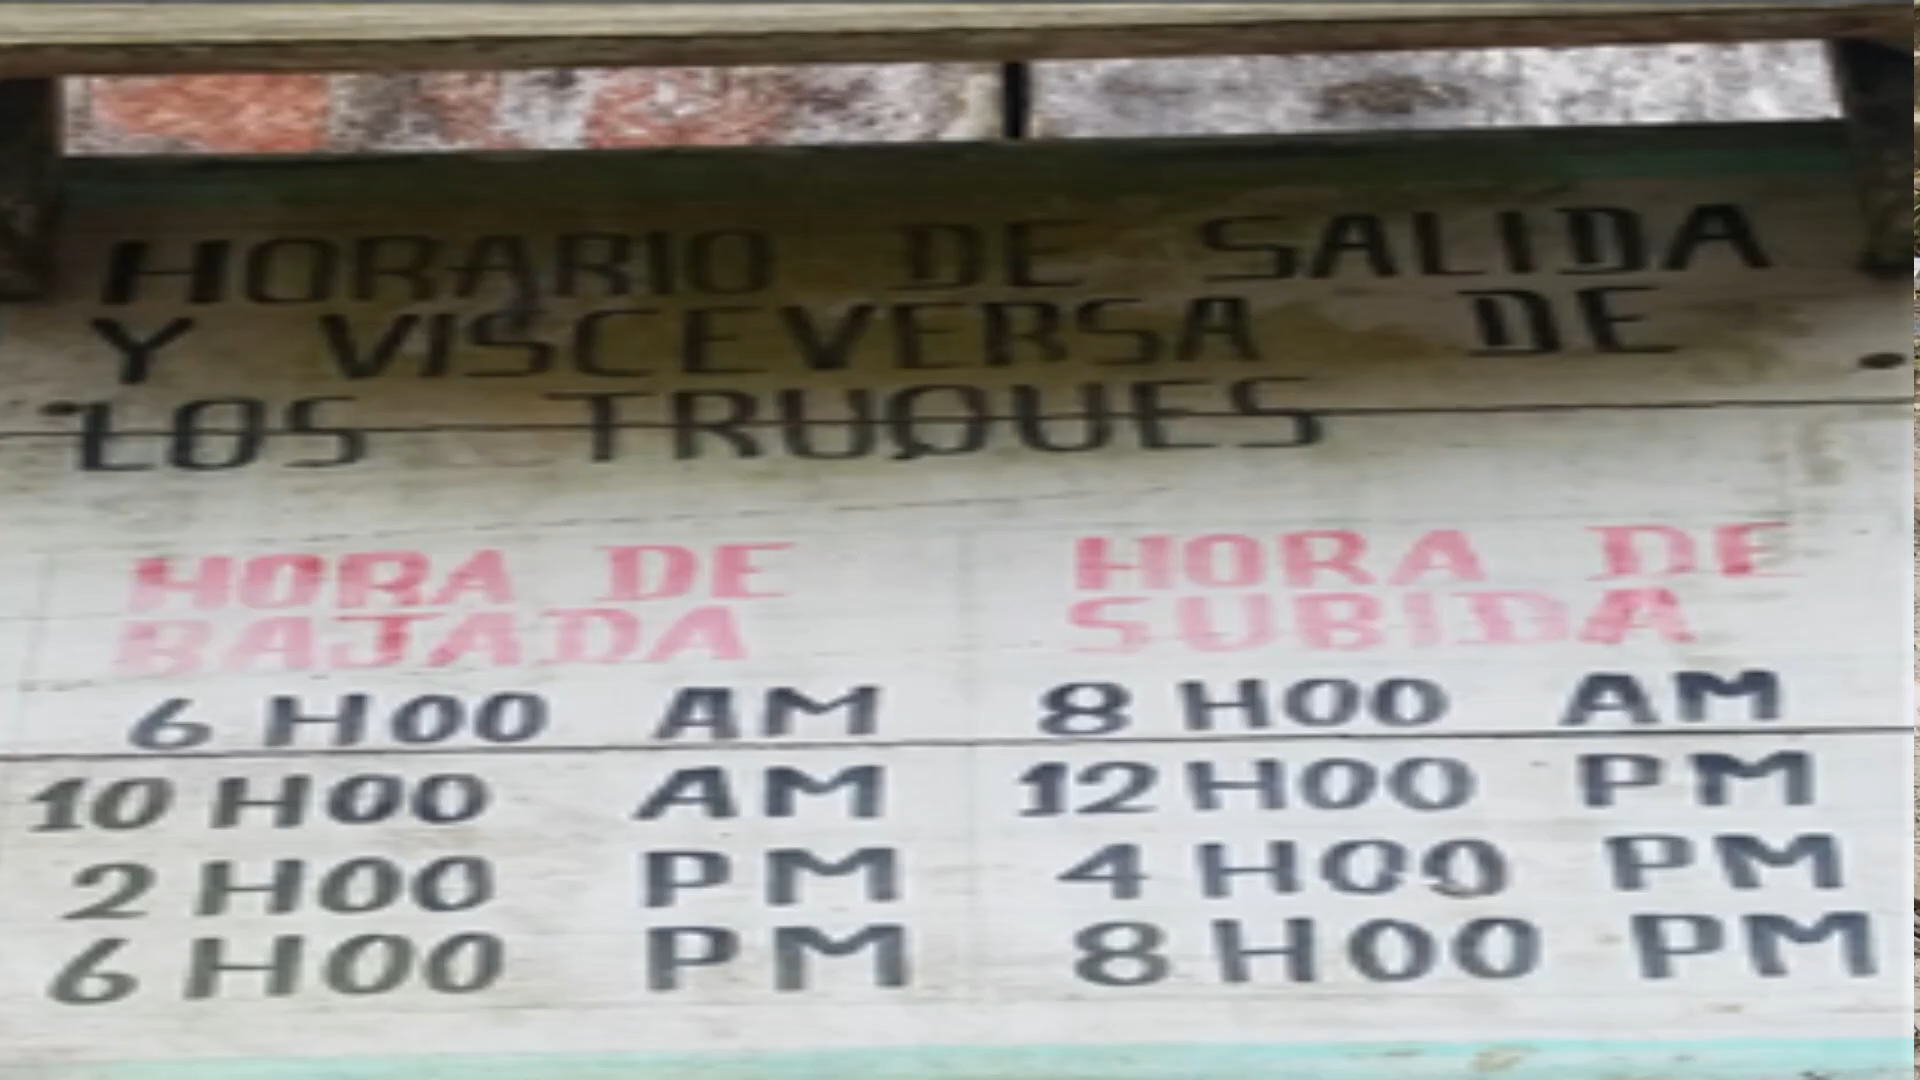 HORARIO DE SALIDA
Y VISCEVERSA DE
LOS TRUQUES
HORA DE BAJADA
HORA DE SUBIDA
6 H00 AM 8 H00 AM
10 H00 AM 12 H00 PM
2 H00 PM 4 H00 PM
6 H00 PM 8 H00 PM